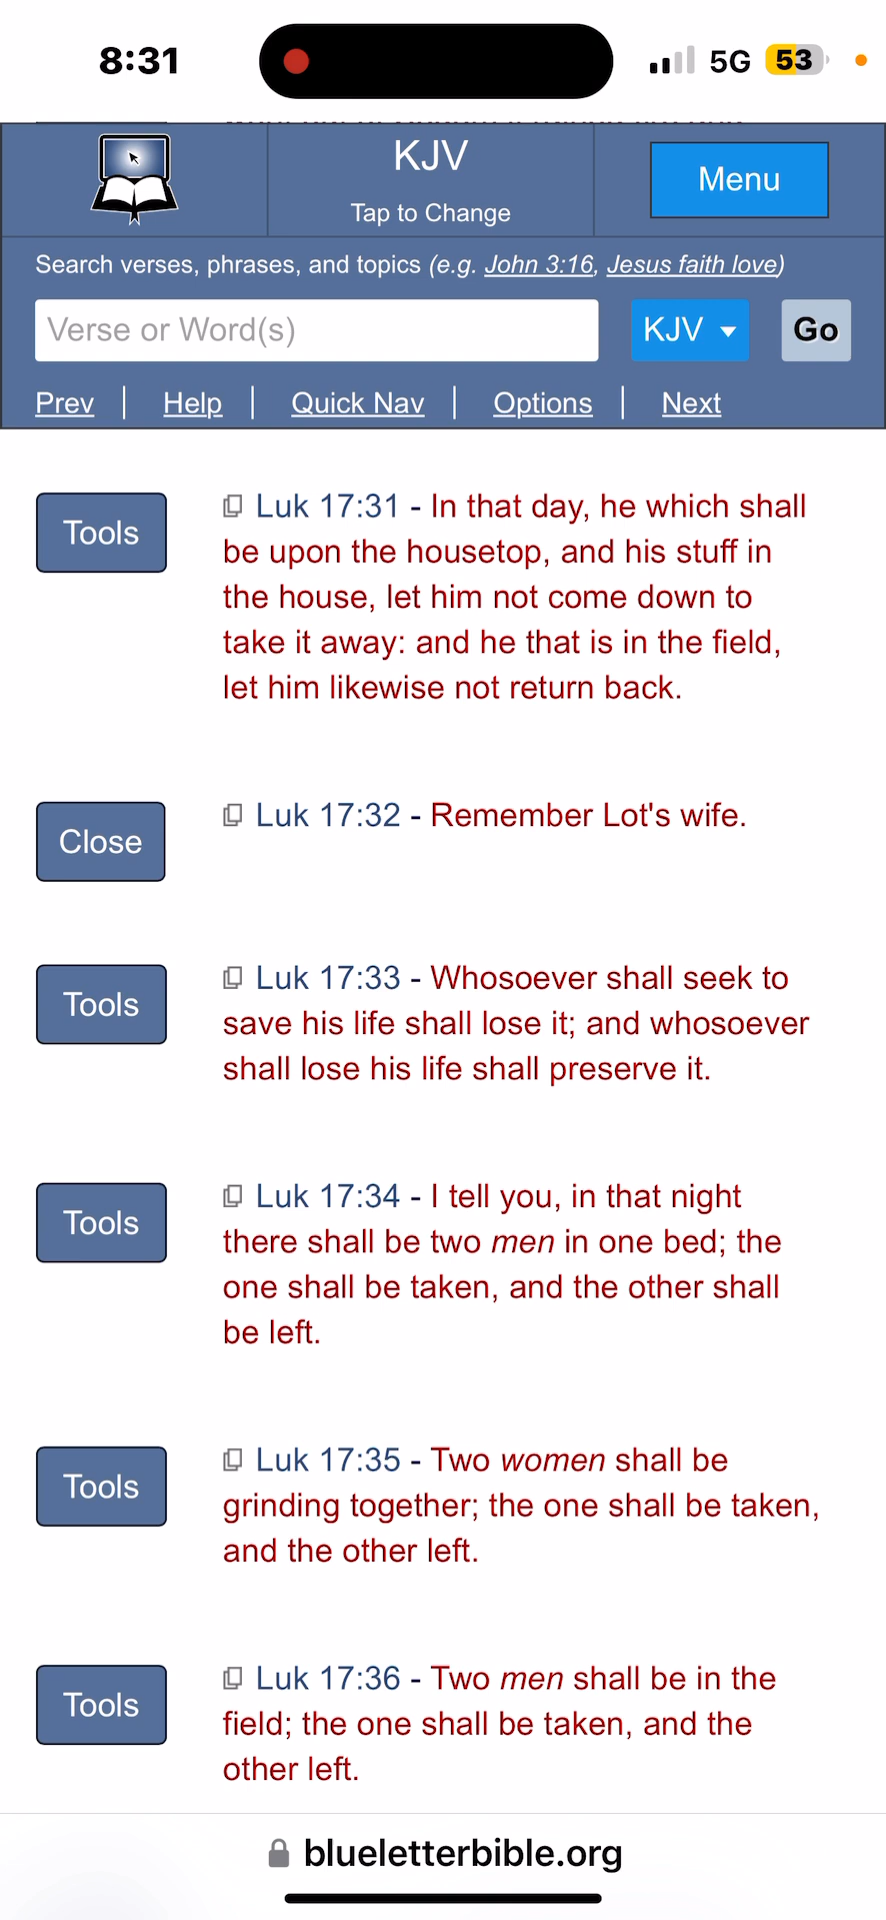 8:31
5G
53
KJV
Tap to Change
Menu
Search verses, phrases, and topics (e.g. John 3:16, Jesus faith love)
Verse or Word(s)
KJV
Go
Prev | Help | Quick Nav | Options | Next
Tools
Luk 17:31 - In that day, he which shall
be upon the housetop, and his stuff in
the house, let him not come down to
take it away: and he that is in the field,
let him likewise not return back.
Close
Luk 17:32 - Remember Lot's wife.
Tools
Luk 17:33 - Whosoever shall seek to
save his life shall lose it; and whosoever
shall lose his life shall preserve it.
Tools
Luk 17:34 - I tell you, in that night
there shall be two men in one bed; the
one shall be taken, and the other shall
be left.
Tools
Luk 17:35 - Two women shall be
grinding together; the one shall be taken,
and the other left.
Tools
Luk 17:36 - Two men shall be in the
field; the one shall be taken, and the
other left.
blueletterbible.org